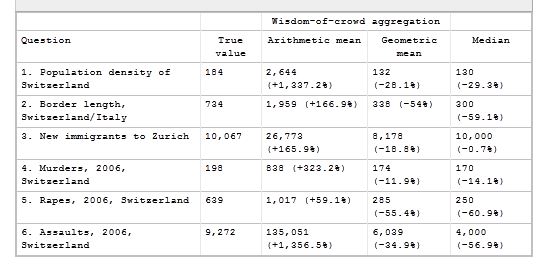 Wisdom-of-crowd aggregation
Question True value Arithmetic mean Geometric mean Median
1. Population density of Switzerland 184 2,644 (+1,337.2%) 132 (-28.1%) 130 (-29.3%)
2. Border length, Switzerland/Italy 734 1,959 (+166.9%) 338 (-54%) 300 (-59.1%)
3. New immigrants to Zurich 10,067 26,773 (+165.9%) 8,178 (-18.8%) 10,000 (-0.7%)
4. Murders, 2006, Switzerland 198 838 (+323.2%) 174 (-11.9%) 170 (-14.1%)
5. Rapes, 2006, Switzerland 639 1,017 (+59.1%) 285 (-55.4%) 250 (-60.9%)
6. Assaults, 2006, Switzerland 9,272 135,051 (+1,356.5%) 6,039 (-34.9%) 4,000 (-56.9%)